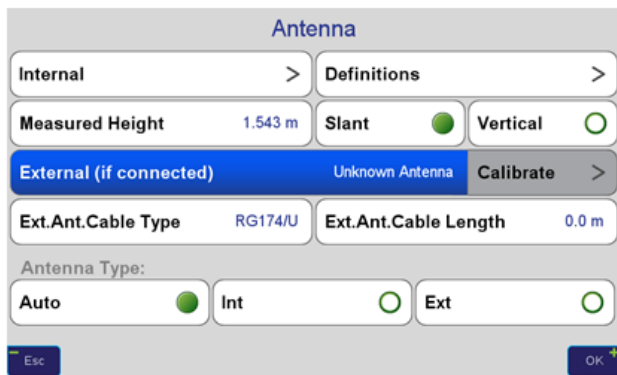 Antenna
Internal > Definitions >
Measured Height 1.543 m Slant Vertical
External (if connected) Unknown Antenna Calibrate >
Ext.Ant.Cable Type RG174/U Ext.Ant.Cable Length 0.0 m
Antenna Type:
Auto Int Ext
- Esc OK +